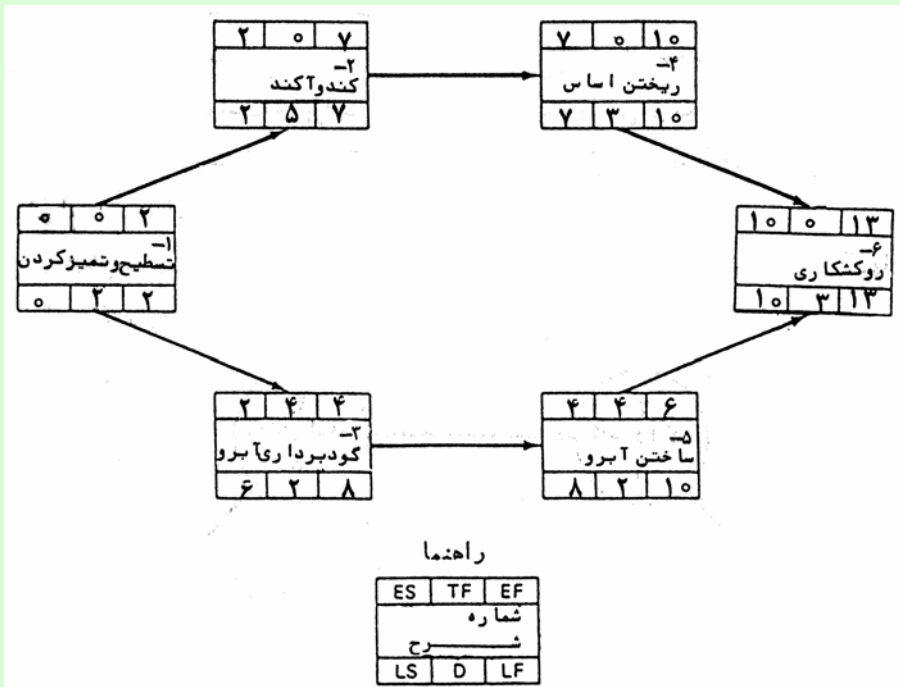 ۲ ۰ ۷
۲–
کندوآکند
۲ ۵ ۷
۷ ۰ ۱۰
۴–
ریختن اساس
۷ ۳ ۱۰
۰ ۰ ۲
۱–
تسطیح‌وتمیزکردن
۰ ۲ ۲
۱۰ ۰ ۱۳
۶–
روکشکاری
۱۰ ۳ ۱۳
۲ ۴ ۴
۳–
گودبرداری‌آبرو
۶ ۲ ۸
۴ ۴ ۶
۵–
ساختن آبرو
۸ ۲ ۱۰
راهنما
ES TF EF
شماره
شـــــرح
LS D LF